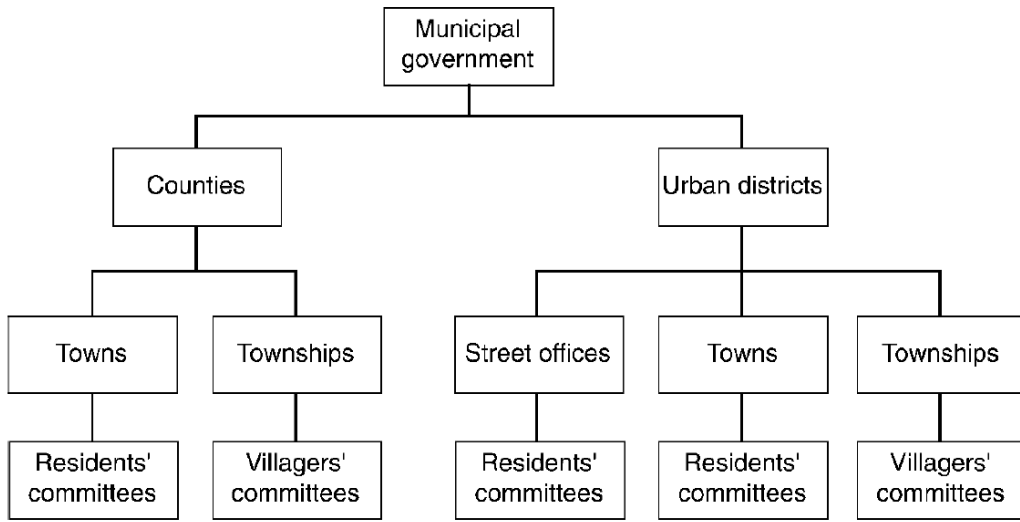 Municipal
government
Counties
Urban districts
Towns
Townships
Street offices
Towns
Townships
Residents'
committees
Villagers'
committees
Residents'
committees
Residents'
committees
Villagers'
committees